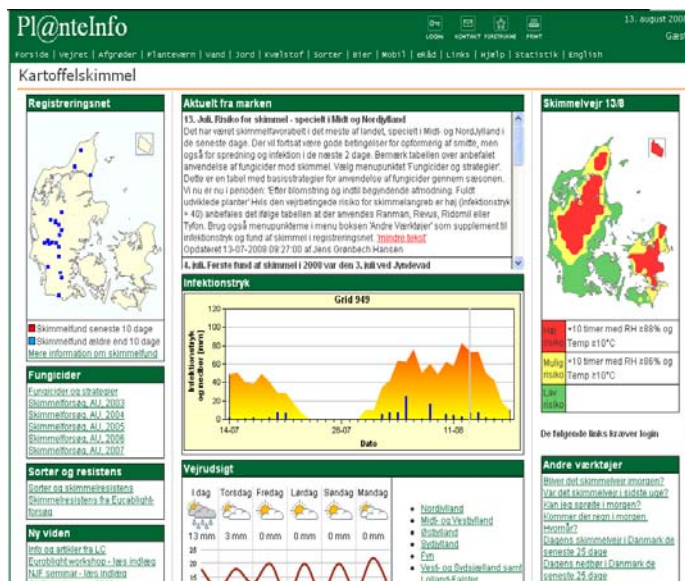 Pl@nteInfo
13. august 2008
Gæst
LOGIN KONTAKT FORETRUKNE PRINT
Forside | Vejret | Afgrøder | Planteværn | Vand | Jord | Kvælstof | Sorter | Bier | Mobil | eRåd | Links | Hjælp | Statistik | English
Kartoffelskimmel
Registreringsnet
Skimmelfund seneste 10 dage
Skimmelfund ældre end 10 dage
Mere information om skimmelfund
Fungicider
Fungicider og strategier
Skimmelforsøg, AU, 2003
Skimmelforsøg, AU, 2004
Skimmelforsøg, AU, 2005
Skimmelforsøg, AU, 2006
Skimmelforsøg, AU, 2007
Sorter og resistens
Sorter og skimmelresistens
Skimmelresistens fra Eucablight-
forsøg
Ny viden
Info og artikler fra LC
Euroblight workshop - læs indlæg
NJF seminar - læs indlæg
Aktuelt fra marken
13. Juli. Risiko for skimmel - specielt i Midt og Nordjylland
Det har været skimmelfavorabelt i det meste af landet, specielt i Midt- og NordJylland i
de seneste dage. Der vil fortsat være gode betingelser for opformerig af smitte, men
også for spredning og infektion i de næste 2 dage. Bemærk tabellen over anbefalet
anvendelse af fungicider mod skimmel. Vælg menupunktet 'Fungicider og strategier'.
Dette er en tabel med basisstrategier for anvendelse af fungicider gennem sæsonen.
Vi nu er nu i perioden: 'Efter blomstring og indtil begyndende afmodning. Fuldt
udviklede planter' Hvis den vejrbetingede risiko for skimmelangreb er høj (infektionstryk
> 40) anbefales det ifølge tabellen at der anvendes Ranman, Revus, Ridomil eller
Tyfon. Brug også menupunkterne i menu boksen 'Andre Værktøjer' som supplement til
infektionstryk og fund af skimmel i registreringsnet. 'mindre tekst'
Opdateret 13-07-2008 09:27:00 af Jens Grønbech Hansen
4. juli. Første fund af skimmel i 2008 var den 3. juli ved Jyndevad
Infektionstryk
Grid 949
Infektionstryk
og nedbør [mm]
120
100
80
60
40
20
0
14-07 28-07 11-08
Dato
Vejrudsigt
I dag Torsdag Fredag Lørdag Søndag Mandag
13 mm 3 mm 0 mm 0 mm 0 mm 0 mm
25
20
15
Nordjylland
Midt- og Vestjylland
Østjylland
Sydjylland
Fyn
Vest- og Sydsjælland samt
Lolland/Falster
Skimmelvejr 13/8
Høj
risiko
+10 timer med RH ≥88% og
Temp ≥10°C
Mulig
risiko
+10 timer med RH ≥86% og
Temp ≥10°C
Lav
risiko
De følgende links kræver login
Andre værktøjer
Bliver det skimmelvejr imorgen?
Var det skimmelvejr i sidste uge?
Kan jeg sprøjte i morgen?
Kommer der regn i morgen.
Hvornår?
Dagens skimmelvejr i Danmark de
seneste 25 dage
Dagens nedbør i Danmark de
seneste 25 dage